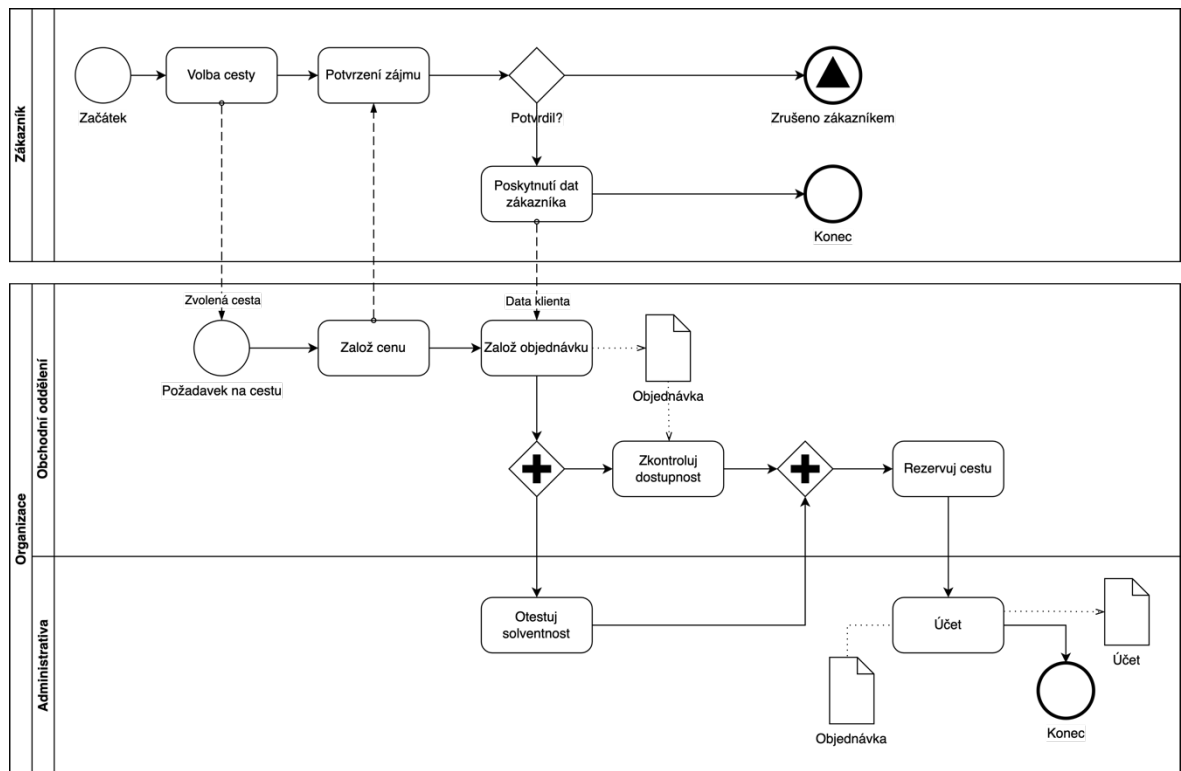 Zákazník
Začátek
Volba cesty
Potvrzení zájmu
Potvrdil?
Zrušeno zákazníkem
Poskytnutí dat
zákazníka
Konec
Organizace
Obchodní oddělení
Zvolená cesta
Data klienta
Požadavek na cestu
Založ cenu
Založ objednávku
Objednávka
Zkontroluj
dostupnost
Rezervuj cestu
Administrativa
Otestuj
solventnost
Účet
Účet
Objednávka
Konec